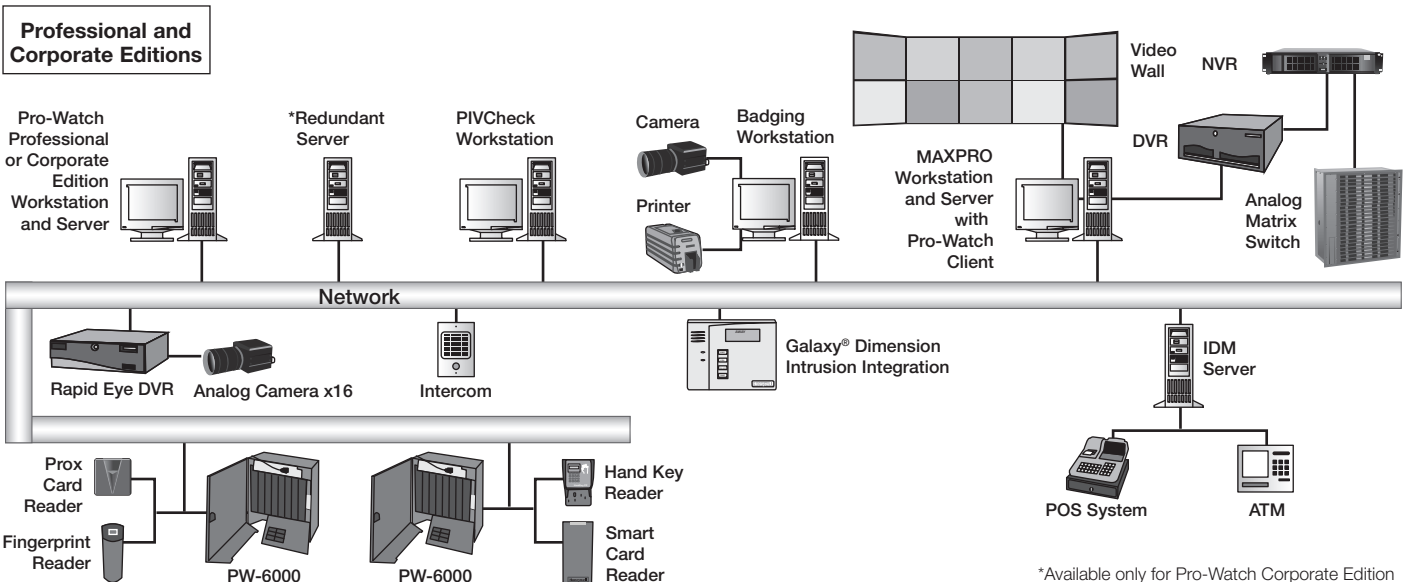 Professional and
Corporate Editions
Pro-Watch
Professional
or Corporate
Edition
Workstation
and Server
*Redundant
Server
PIVCheck
Workstation
Camera
Printer
Badging
Workstation
MAXPRO
Workstation
and Server
with
Pro-Watch
Client
Video
Wall
NVR
DVR
Analog
Matrix
Switch
Network
Rapid Eye DVR
Analog Camera x16
Intercom
Galaxy® Dimension
Intrusion Integration
IDM
Server
POS System
ATM
Prox
Card
Reader
Fingerprint
Reader
PW-6000
PW-6000
Hand Key
Reader
Smart
Card
Reader
*Available only for Pro-Watch Corporate Edition